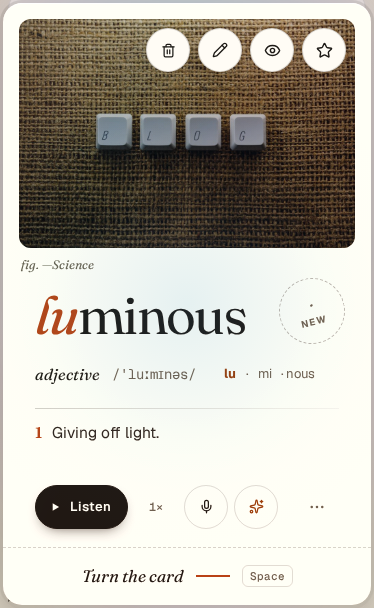 B L O G
fig. —Science
luminous
NEW
adjective /ˈluːmɪnəs/ lu · mi · nous
1 Giving off light.
Listen 1×
Turn the card Space